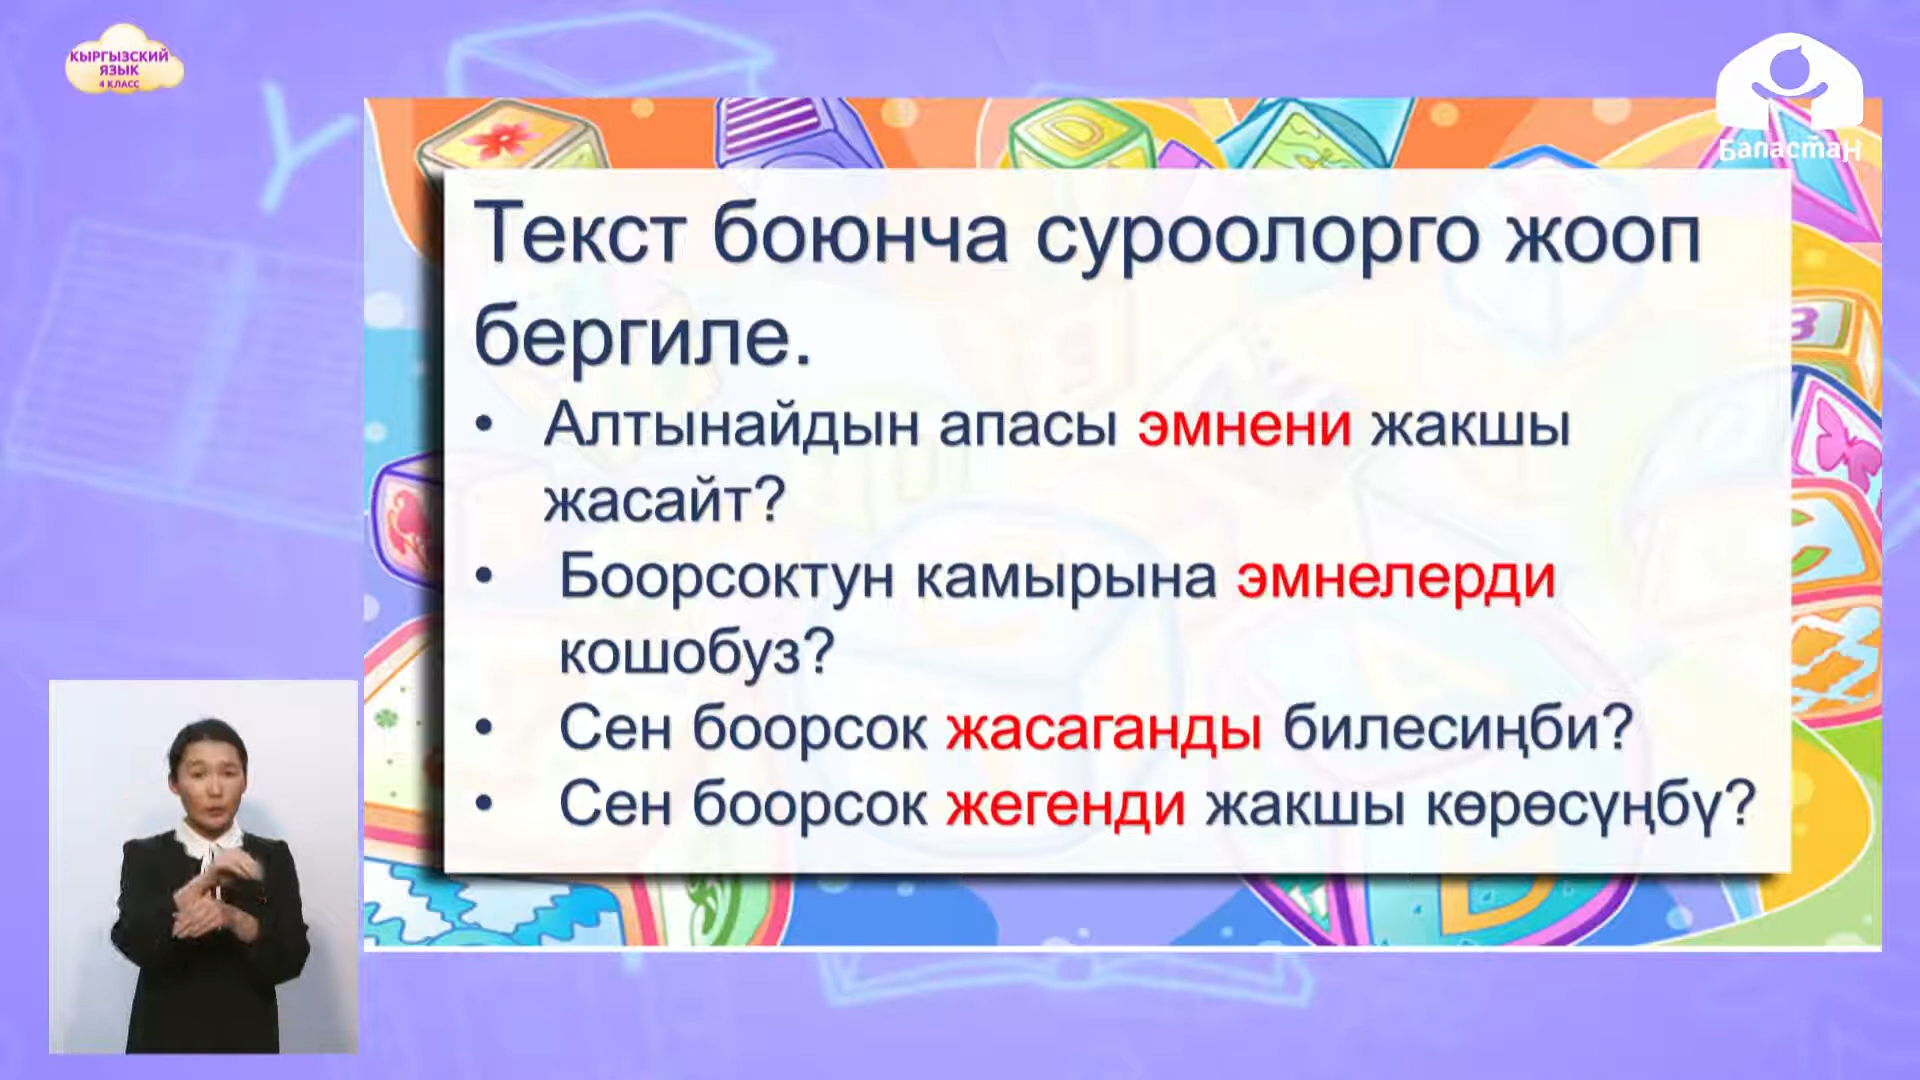 КЫРГЫЗСКИЙ
ЯЗЫК
4 КЛАСС
Баластан
Текст боюнча суроолорго жооп
бергиле.
• Алтынайдын апасы эмнени жакшы
жасайт?
• Боорсоктун камырына эмнелерди
кошобуз?
• Сен боорсок жасаганды билесиңби?
• Сен боорсок жегенди жакшы көрөсүңбү?